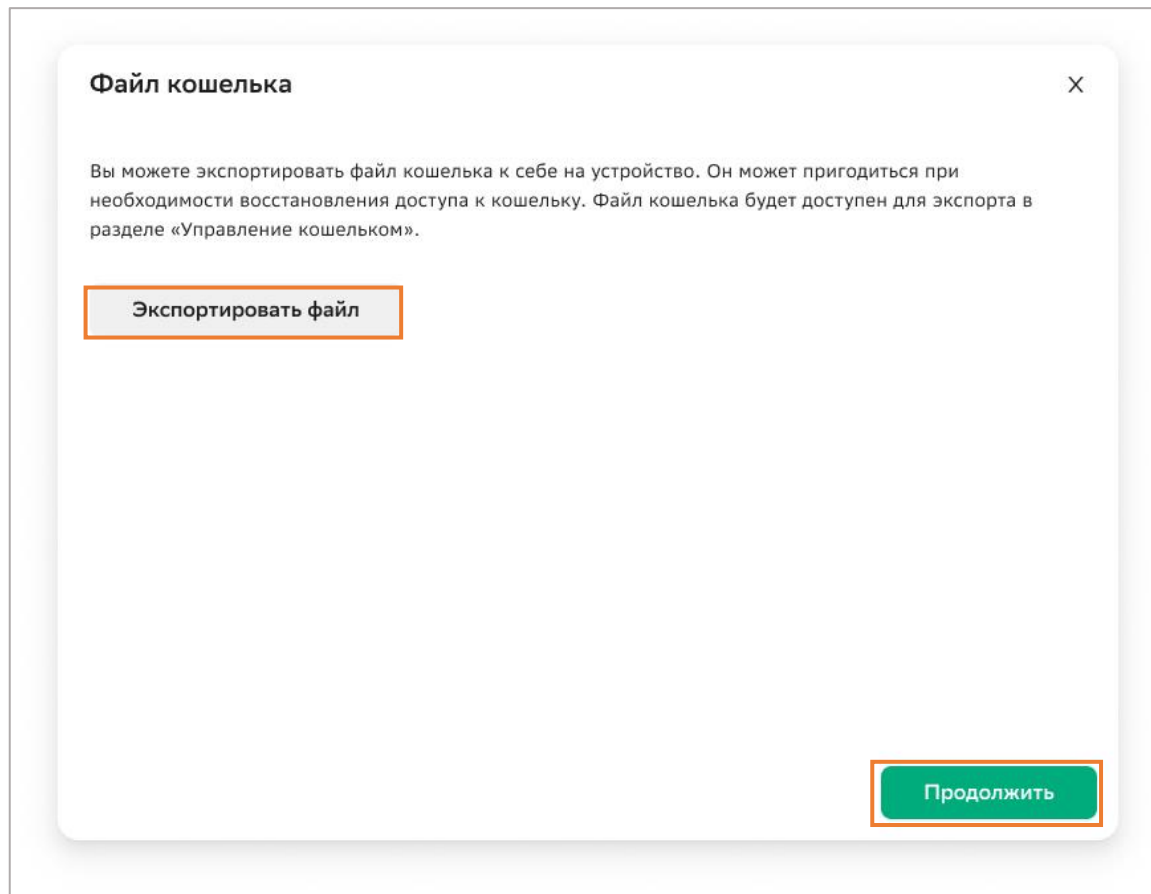 Файл кошелька
X
Вы можете экспортировать файл кошелька к себе на устройство. Он может пригодиться при
необходимости восстановления доступа к кошельку. Файл кошелька будет доступен для экспорта в
разделе «Управление кошельком».
Экспортировать файл
Продолжить